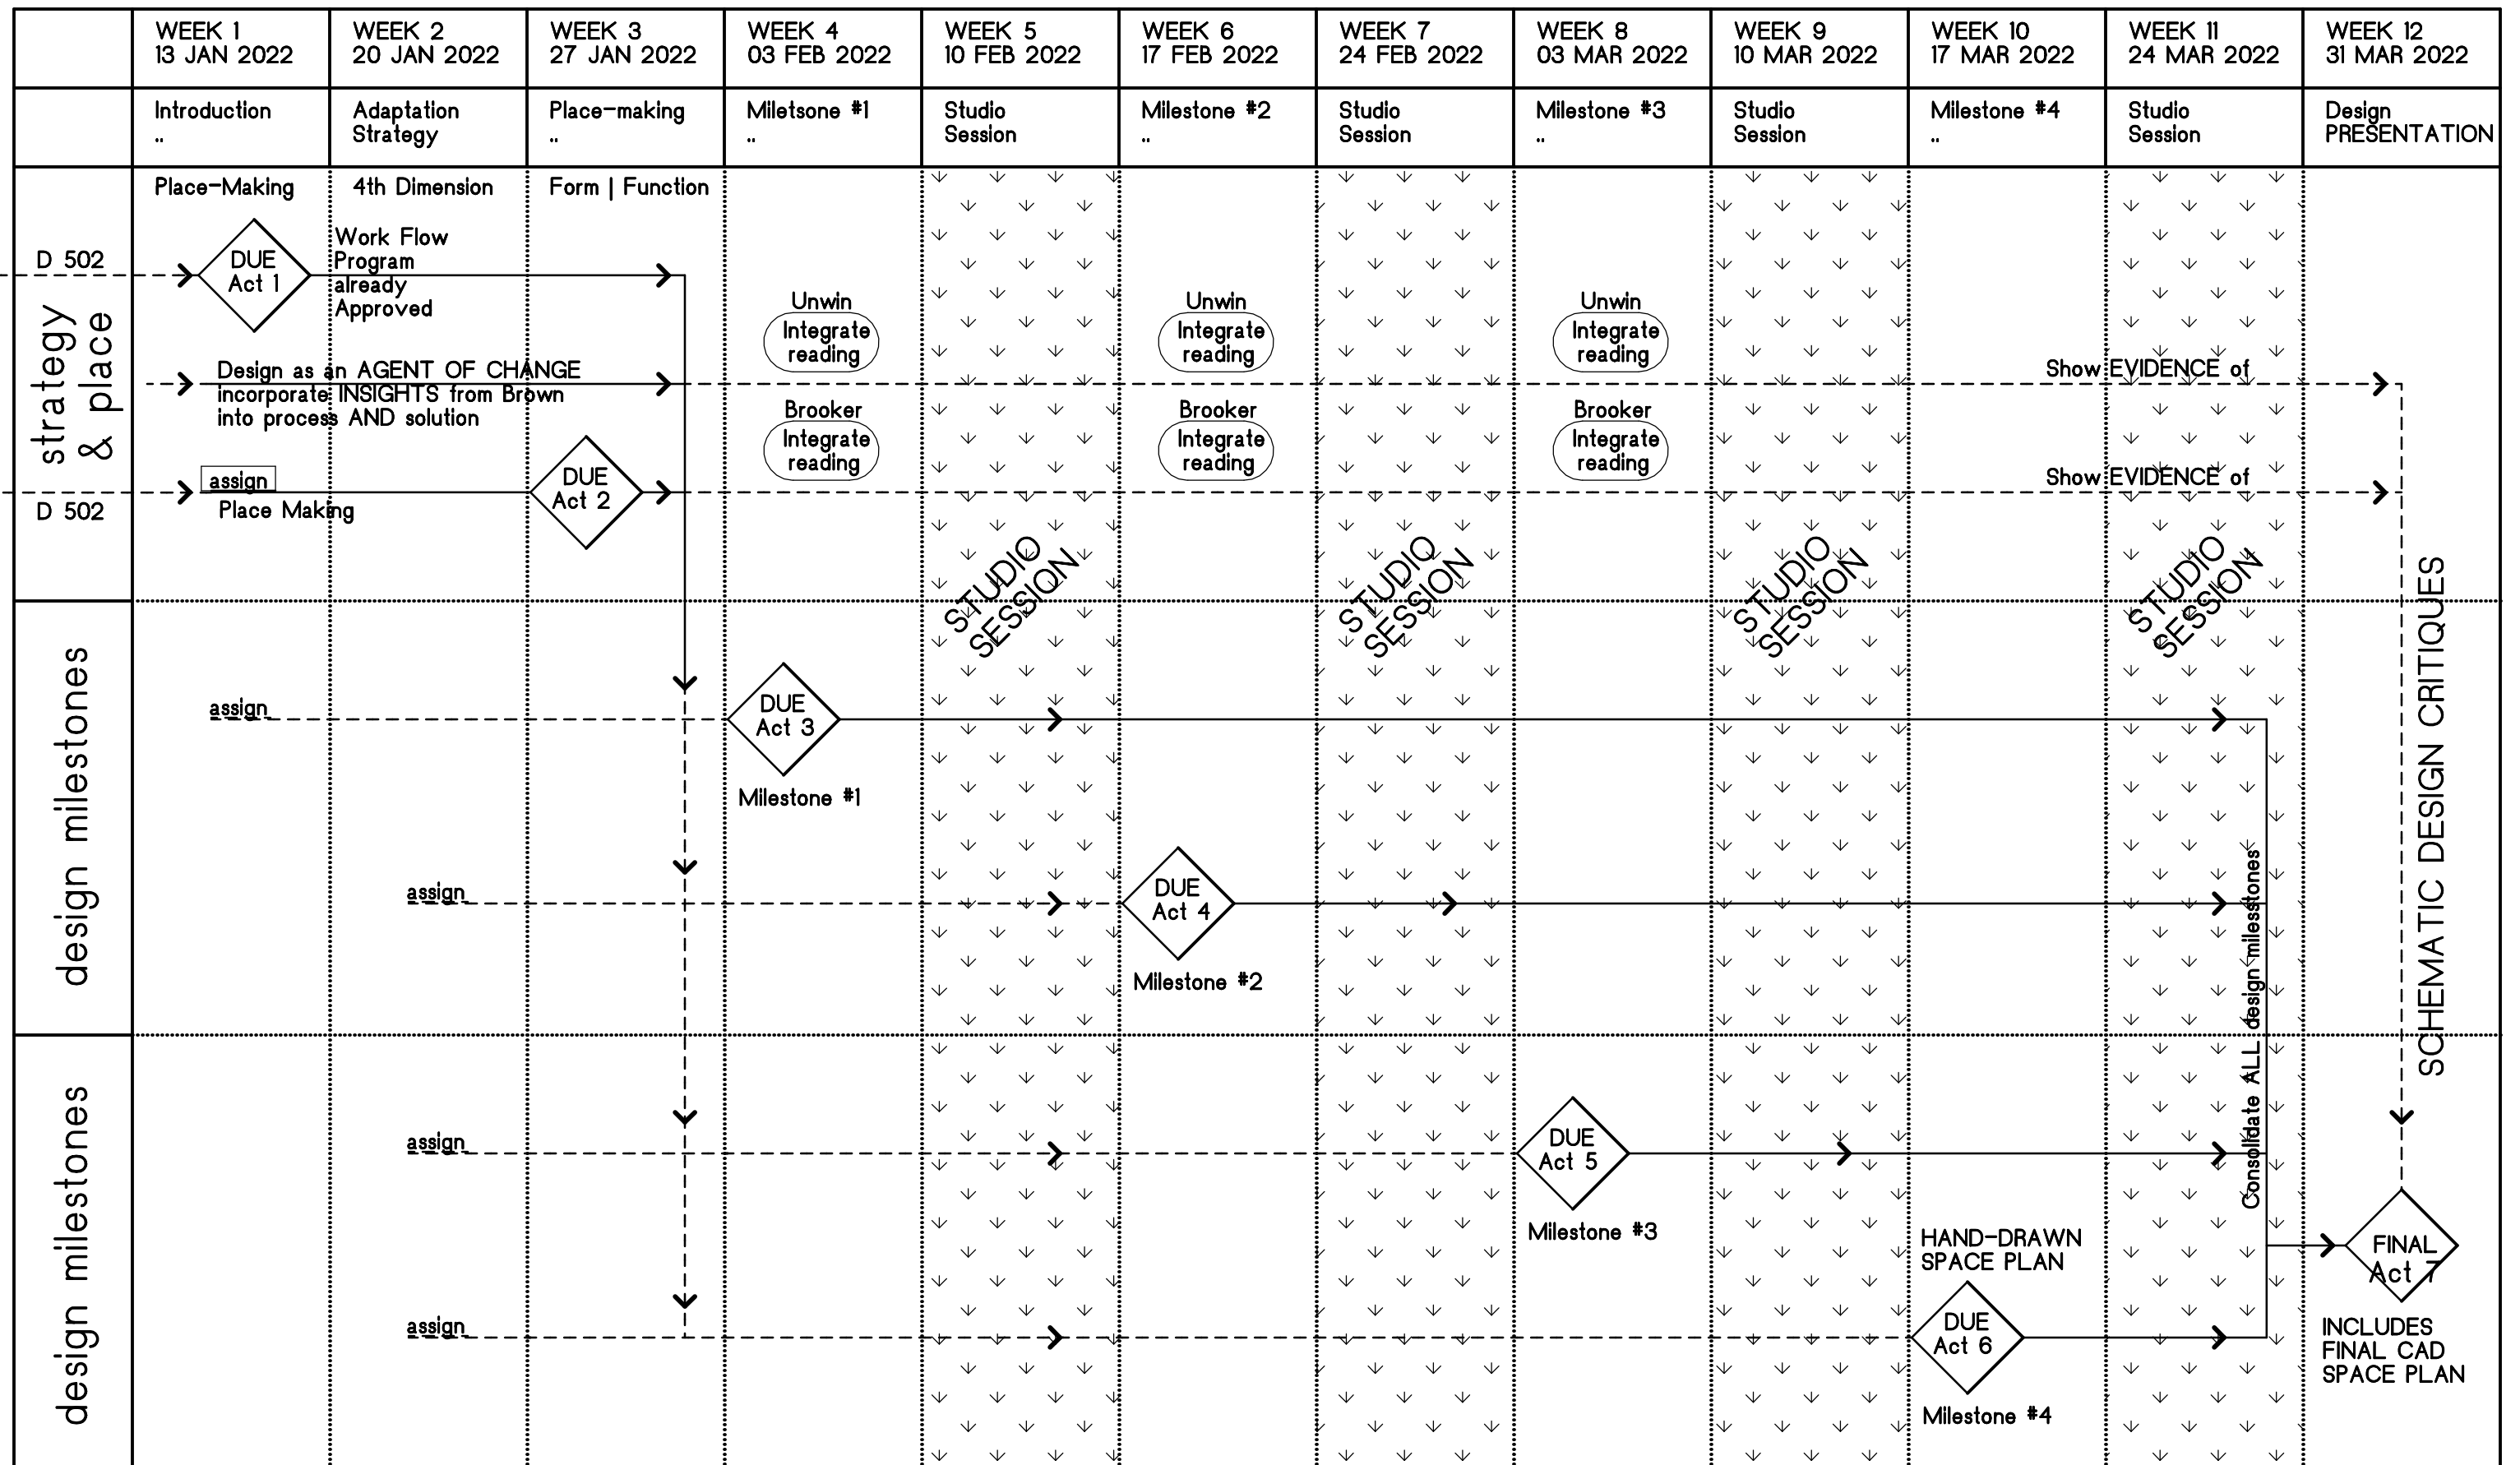 WEEK 1
13 JAN 2022
WEEK 2
20 JAN 2022
WEEK 3
27 JAN 2022
WEEK 4
03 FEB 2022
WEEK 5
10 FEB 2022
WEEK 6
17 FEB 2022
WEEK 7
24 FEB 2022
WEEK 8
03 MAR 2022
WEEK 9
10 MAR 2022
WEEK 10
17 MAR 2022
WEEK 11
24 MAR 2022
WEEK 12
31 MAR 2022
Introduction
..
Adaptation
Strategy
Place-making
..
Miletsone #1
..
Studio
Session
Milestone #2
..
Studio
Session
Milestone #3
..
Studio
Session
Milestone #4
..
Studio
Session
Design
PRESENTATION
strategy
& place
D 502
D 502
Place-Making
4th Dimension
Form | Function
DUE
Act 1
Work Flow
Program
already
Approved
Design as an AGENT OF CHANGE
incorporate INSIGHTS from Brown
into process AND solution
assign
Place Making
DUE
Act 2
Unwin
Integrate
reading
Brooker
Integrate
reading
Unwin
Integrate
reading
Brooker
Integrate
reading
Unwin
Integrate
reading
Brooker
Integrate
reading
Show EVIDENCE of
Show EVIDENCE of
STUDIO
SESSION
STUDIO
SESSION
STUDIO
SESSION
STUDIO
SESSION
SCHEMATIC DESIGN CRITIQUES
design milestones
assign
DUE
Act 3
Milestone #1
assign
DUE
Act 4
Milestone #2
Consolidate ALL design milesstones
design milestones
assign
DUE
Act 5
Milestone #3
assign
HAND-DRAWN
SPACE PLAN
DUE
Act 6
Milestone #4
FINAL
Act 7
INCLUDES
FINAL CAD
SPACE PLAN